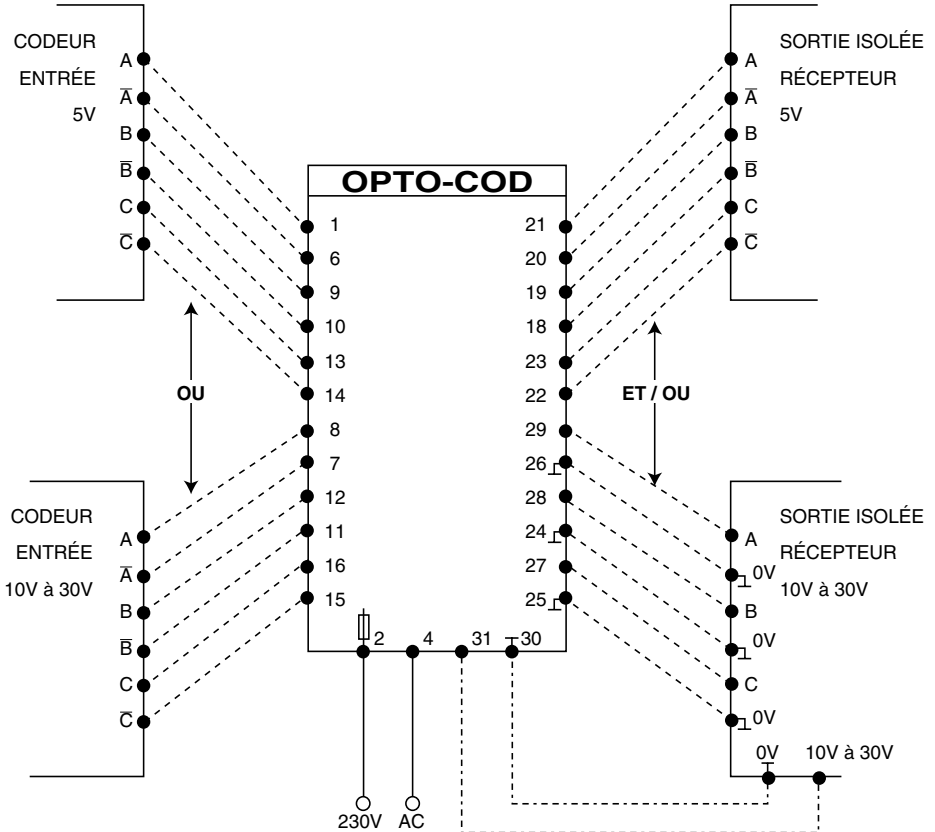 CODEUR
ENTRÉE
5V
A
A̅
B
B̅
C
C̅
SORTIE ISOLÉE
RÉCEPTEUR
5V
A
A̅
B
B̅
C
C̅
OPTO-COD
1
6
9
10
13
14
8
7
12
11
16
15
21
20
19
18
23
22
29
26
28
24
27
25
OU
ET / OU
CODEUR
ENTRÉE
10V à 30V
A
A̅
B
B̅
C
C̅
SORTIE ISOLÉE
RÉCEPTEUR
10V à 30V
A
0V
B
0V
C
0V
2
4
31
30
0V
10V à 30V
230V
AC